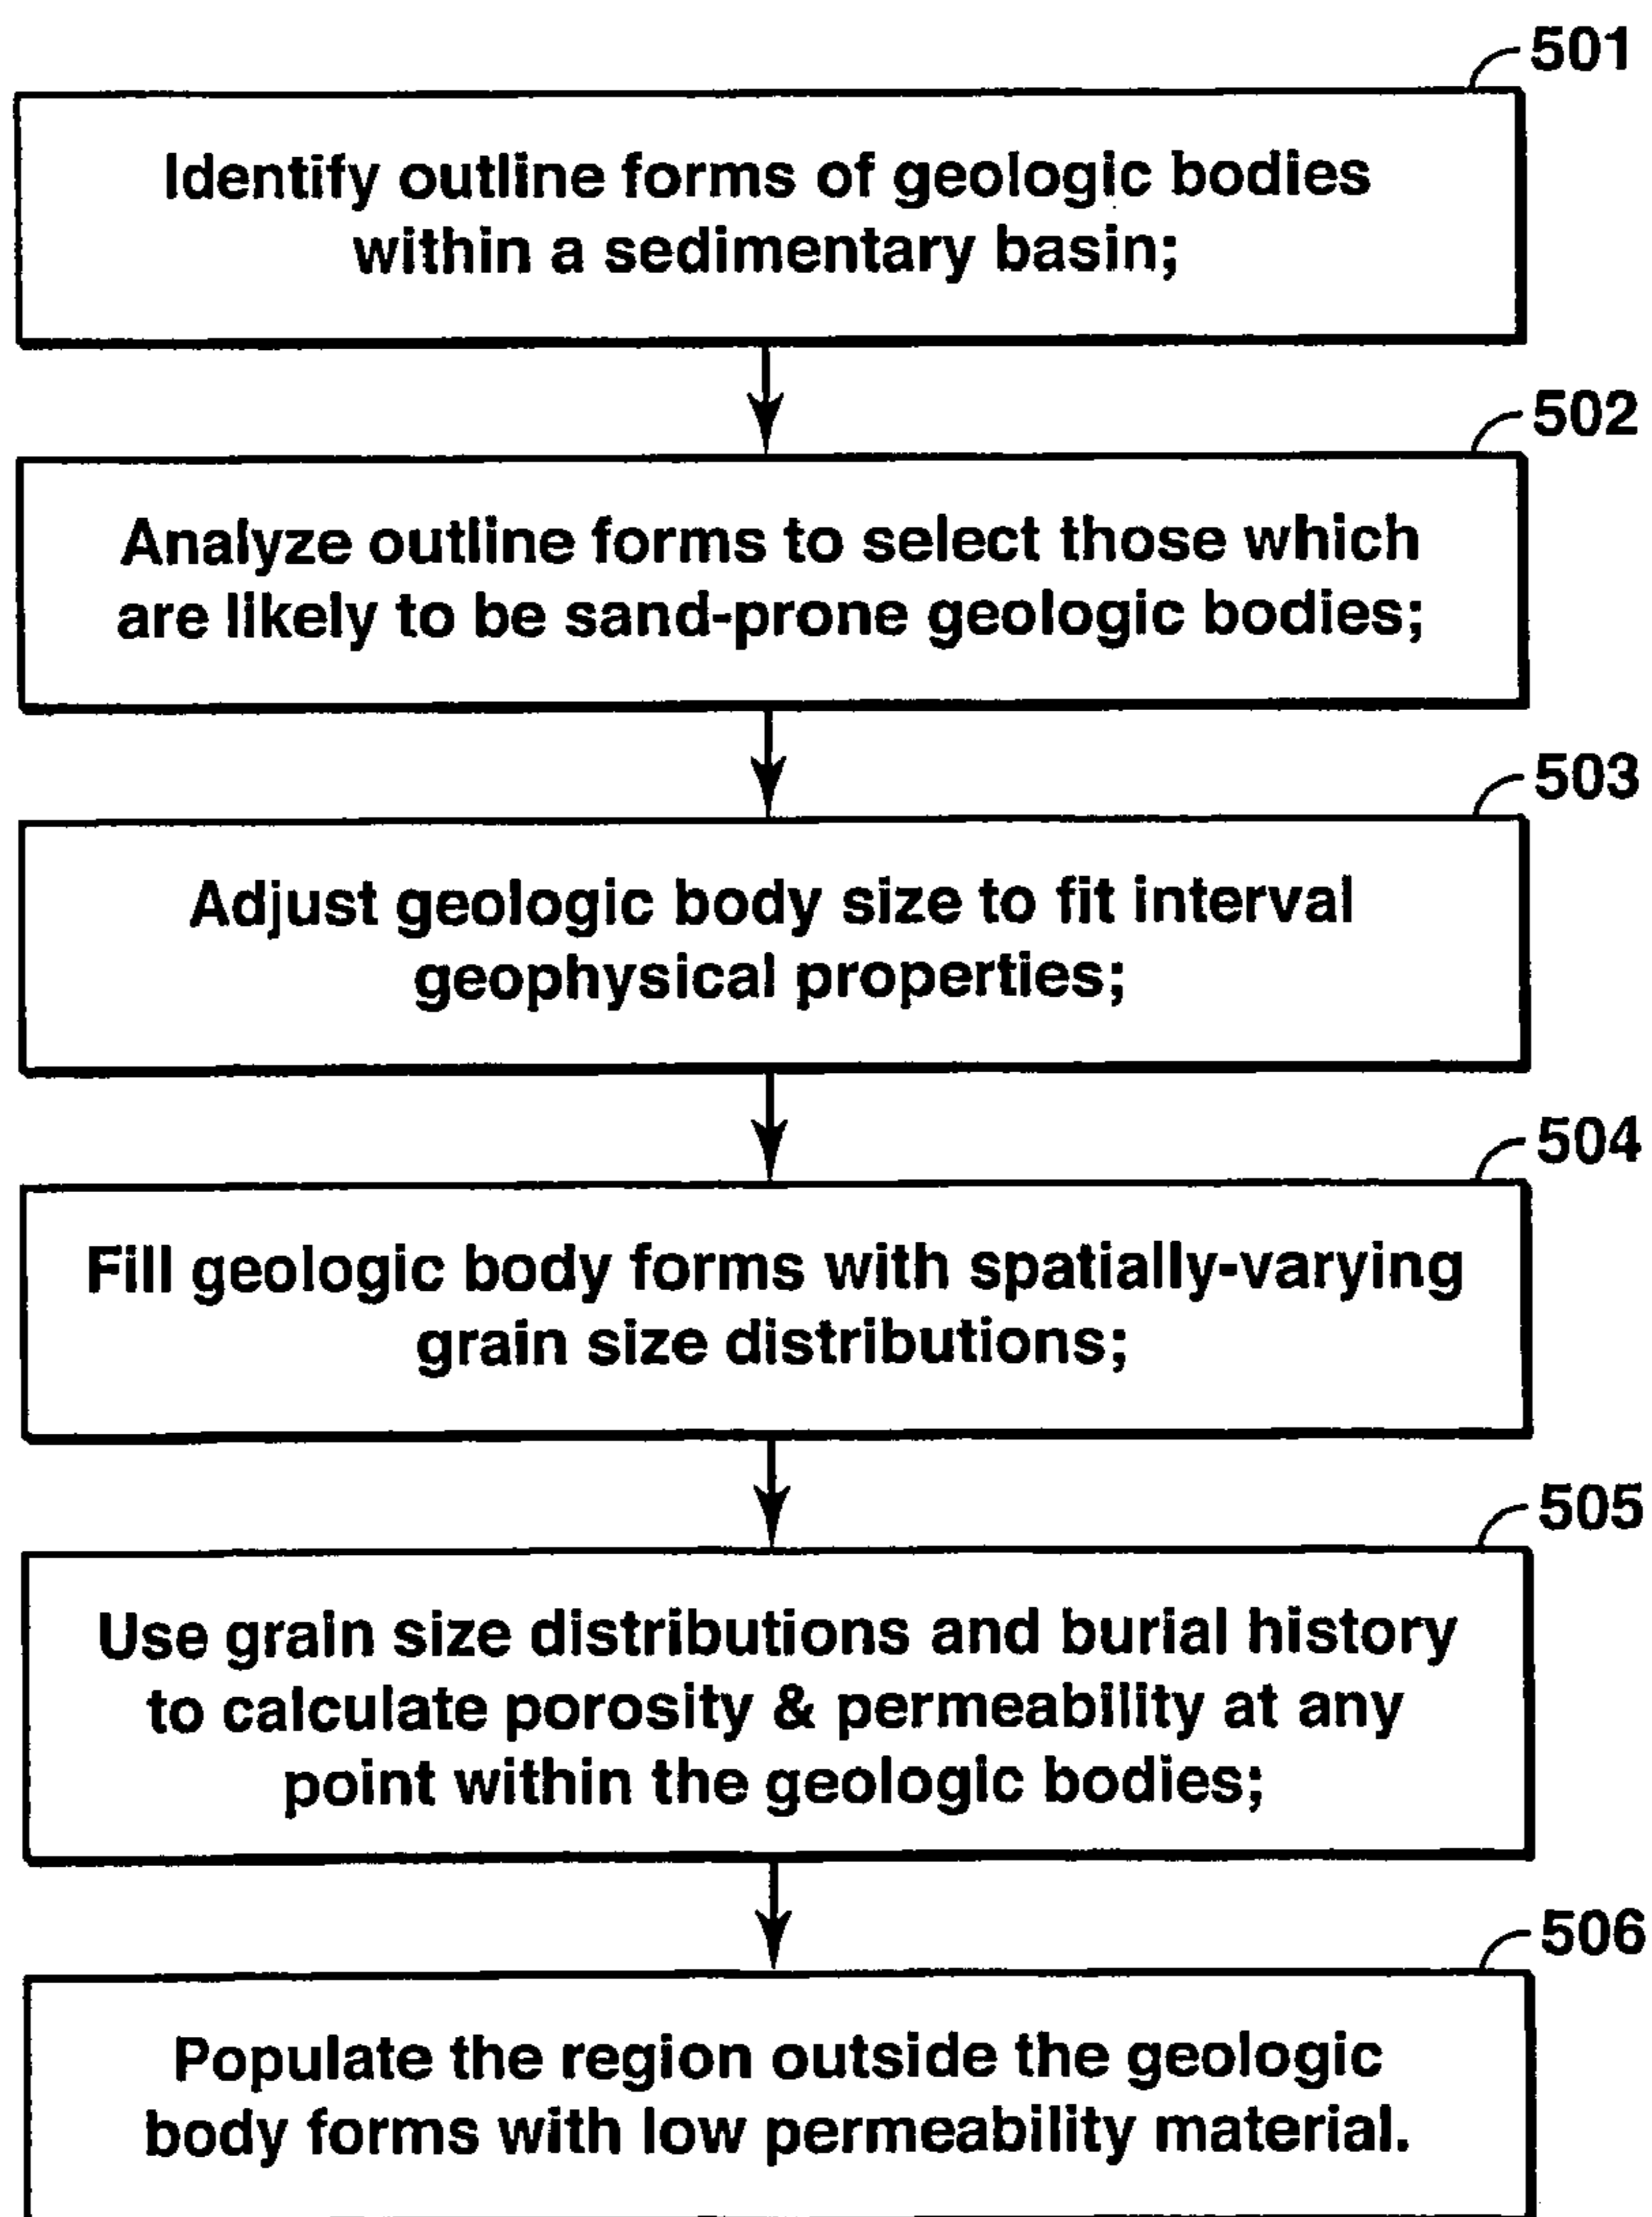 501
Identify outline forms of geologic bodies
within a sedimentary basin;
502
Analyze outline forms to select those which
are likely to be sand-prone geologic bodies;
503
Adjust geologic body size to fit interval
geophysical properties;
504
Fill geologic body forms with spatially-varying
grain size distributions;
505
Use grain size distributions and burial history
to calculate porosity & permeability at any
point within the geologic bodies;
506
Populate the region outside the geologic
body forms with low permeability material.